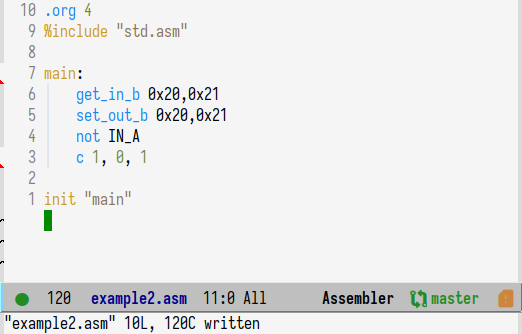 10 .org 4
9 %include "std.asm"
8
7 main:
6 get_in_b 0x20,0x21
5 set_out_b 0x20,0x21
4 not IN_A
3 c 1, 0, 1
2
1 init "main"
120 example2.asm 11:0 All Assembler master
"example2.asm" 10L, 120C written